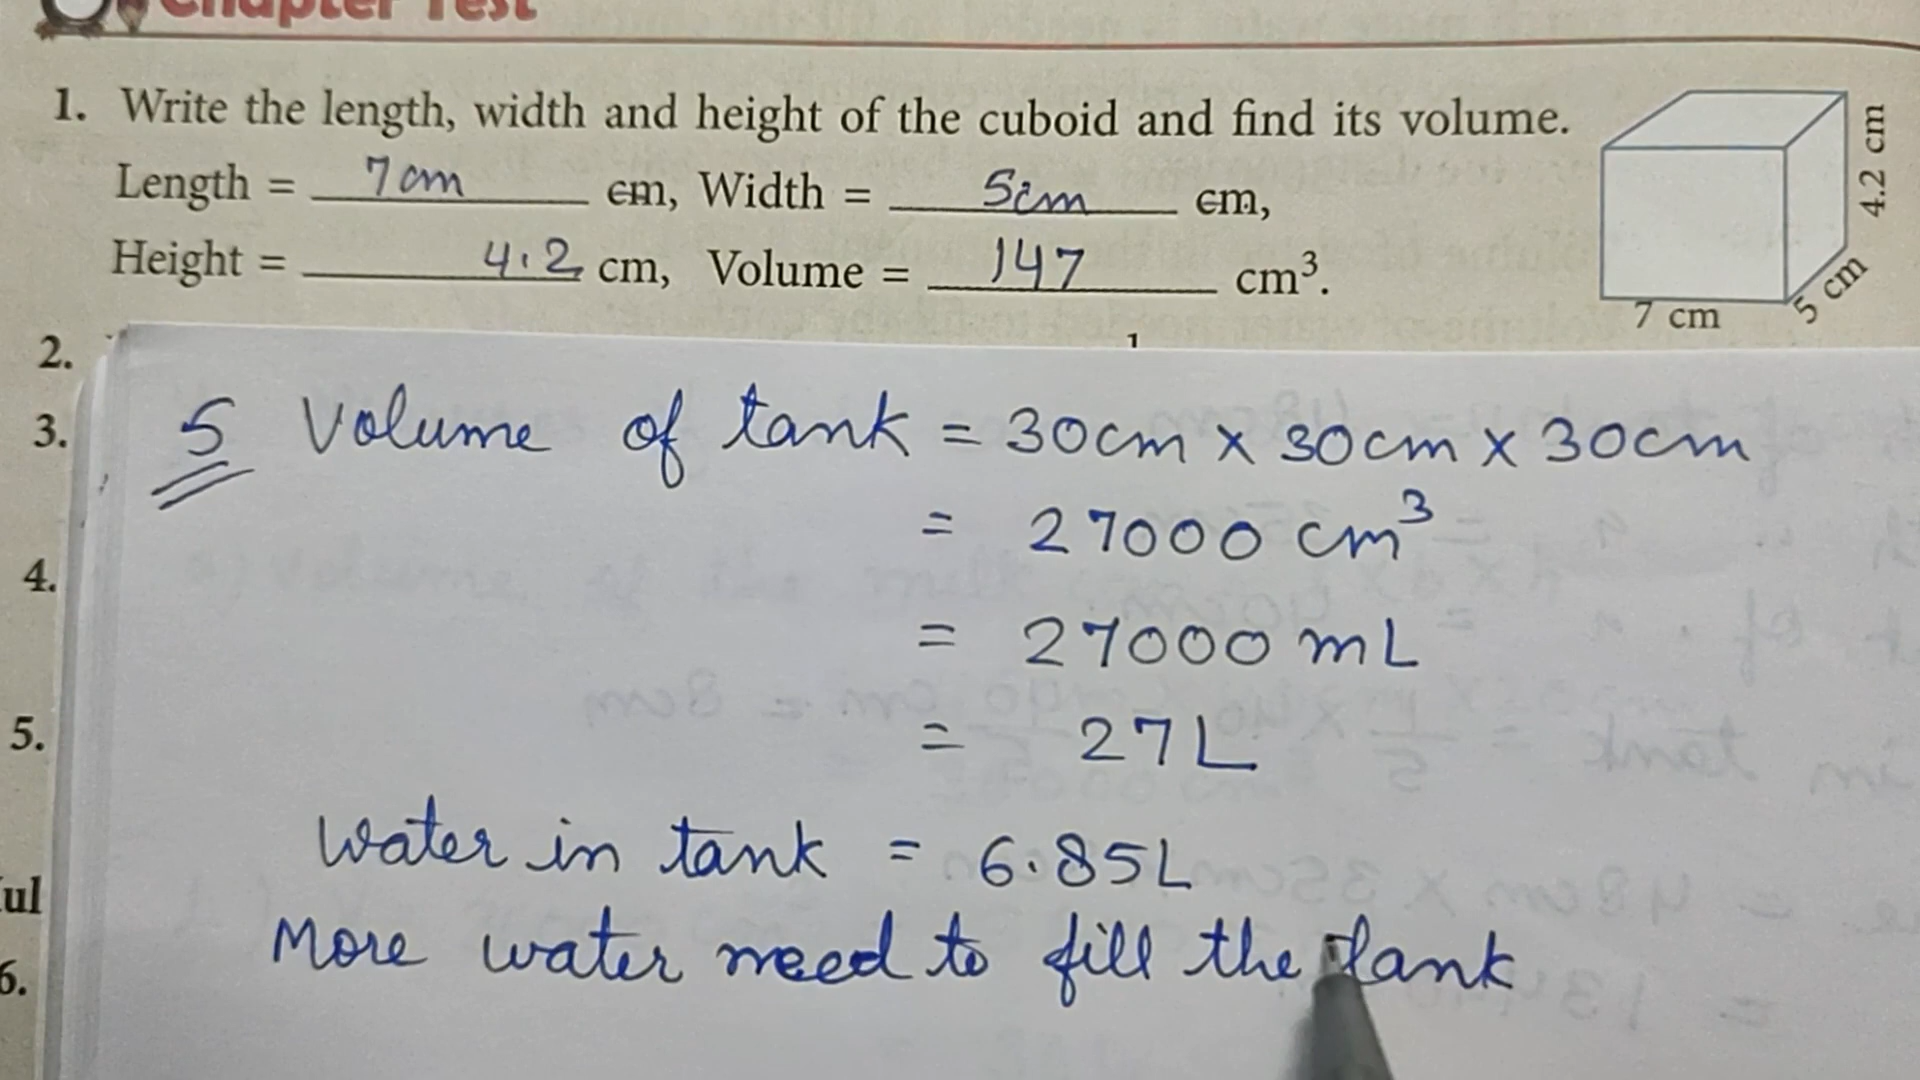 Chapter Test
1. Write the length, width and height of the cuboid and find its volume.
Length = 7cm cm, Width = 5cm cm,
Height = 4.2 cm, Volume = 147 cm³.
4.2 cm
5 cm
7 cm
2.
1
3.
4.
5.
ul
6.
5 Volume of tank = 30cm x 30cm x 30cm
= 27000 cm³
= 27000 mL
= 27L
Water in tank = 6.85L
More water need to fill the tank